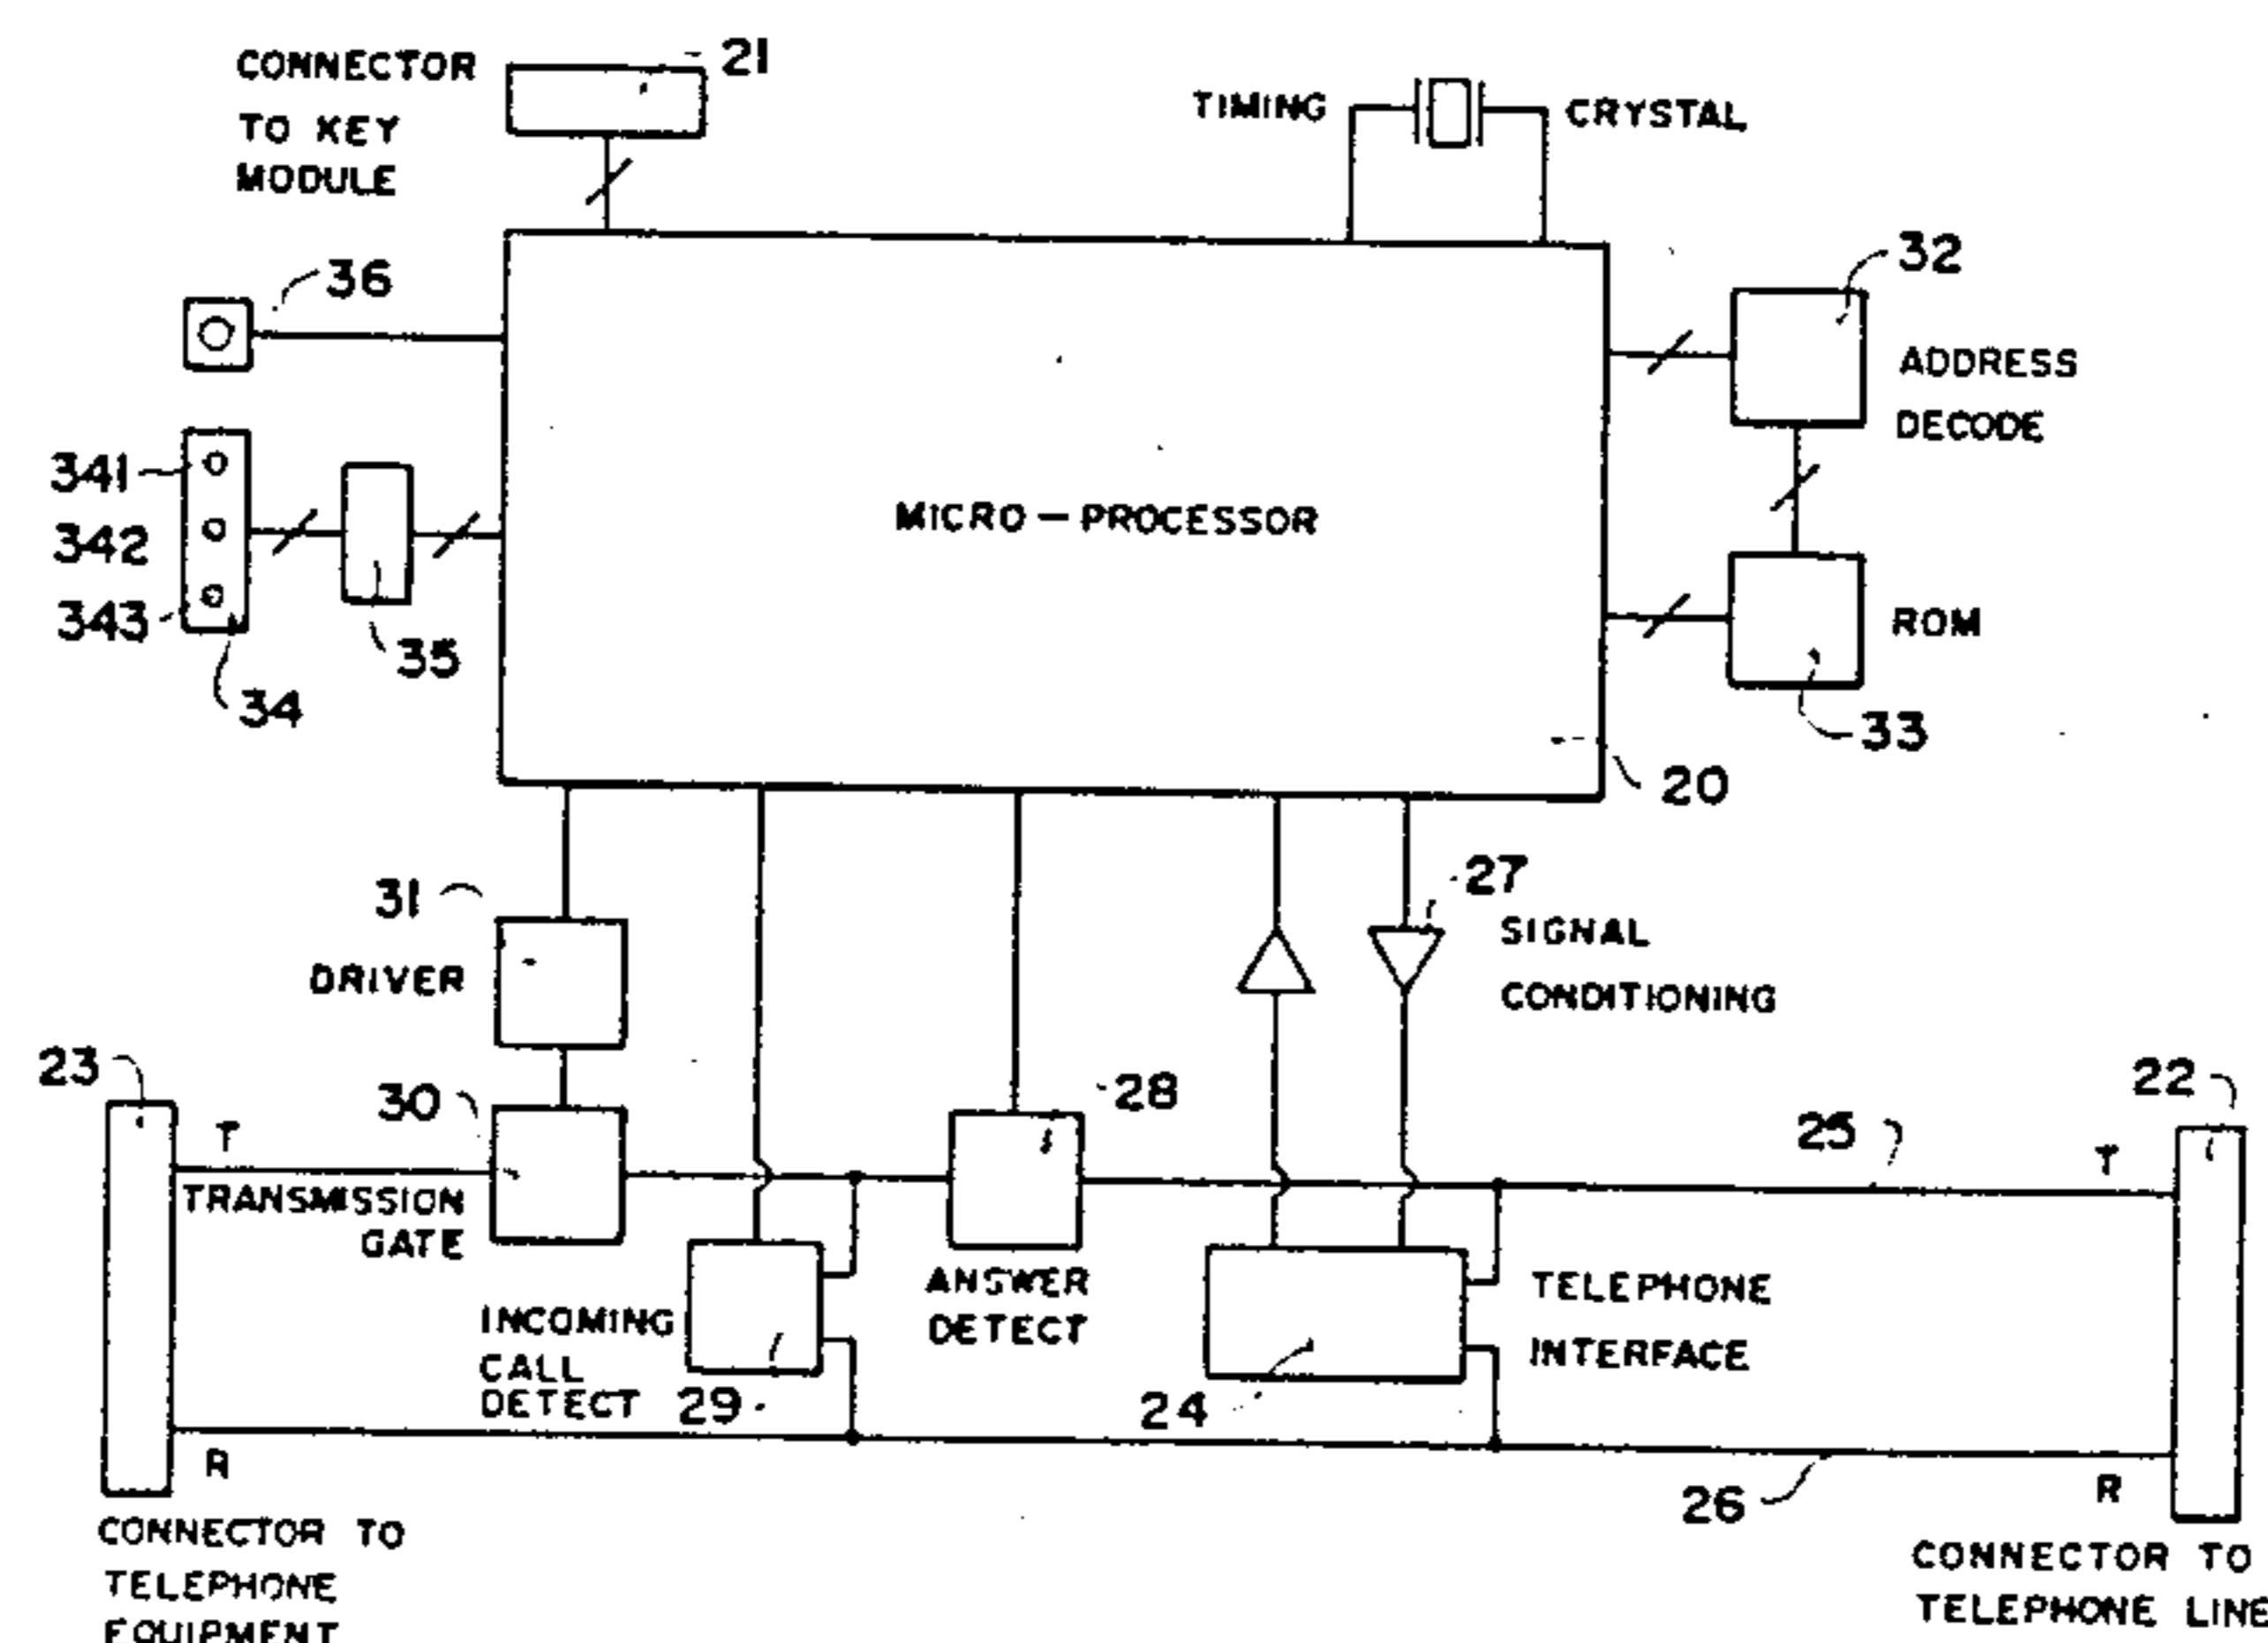 CONNECTOR
TO KEY
MODULE
21
TIMING
CRYSTAL
36
32
ADDRESS
DECODE
341
342
343
34
35
MICRO-PROCESSOR
ROM
33
20
31
DRIVER
27
SIGNAL
CONDITIONING
23
T
30
TRANSMISSION
GATE
28
25
T
22
INCOMING
CALL
DETECT
29
ANSWER
DETECT
24
TELEPHONE
INTERFACE
R
26
R
CONNECTOR TO
TELEPHONE
EQUIPMENT
CONNECTOR TO
TELEPHONE LINE